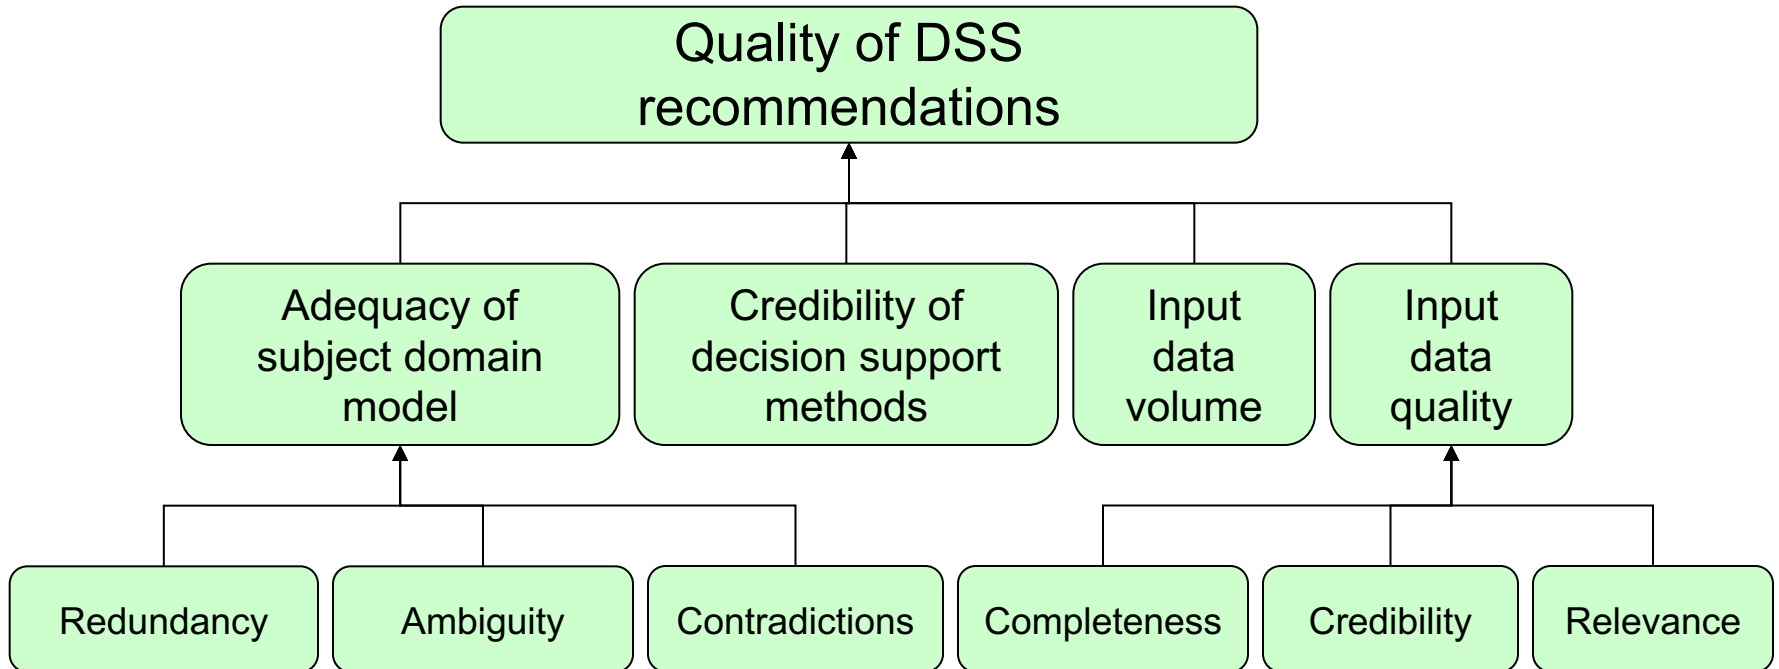 Quality of DSS
recommendations
Adequacy of
subject domain
model
Credibility of
decision support
methods
Input
data
volume
Input
data
quality
Redundancy
Ambiguity
Contradictions
Completeness
Credibility
Relevance